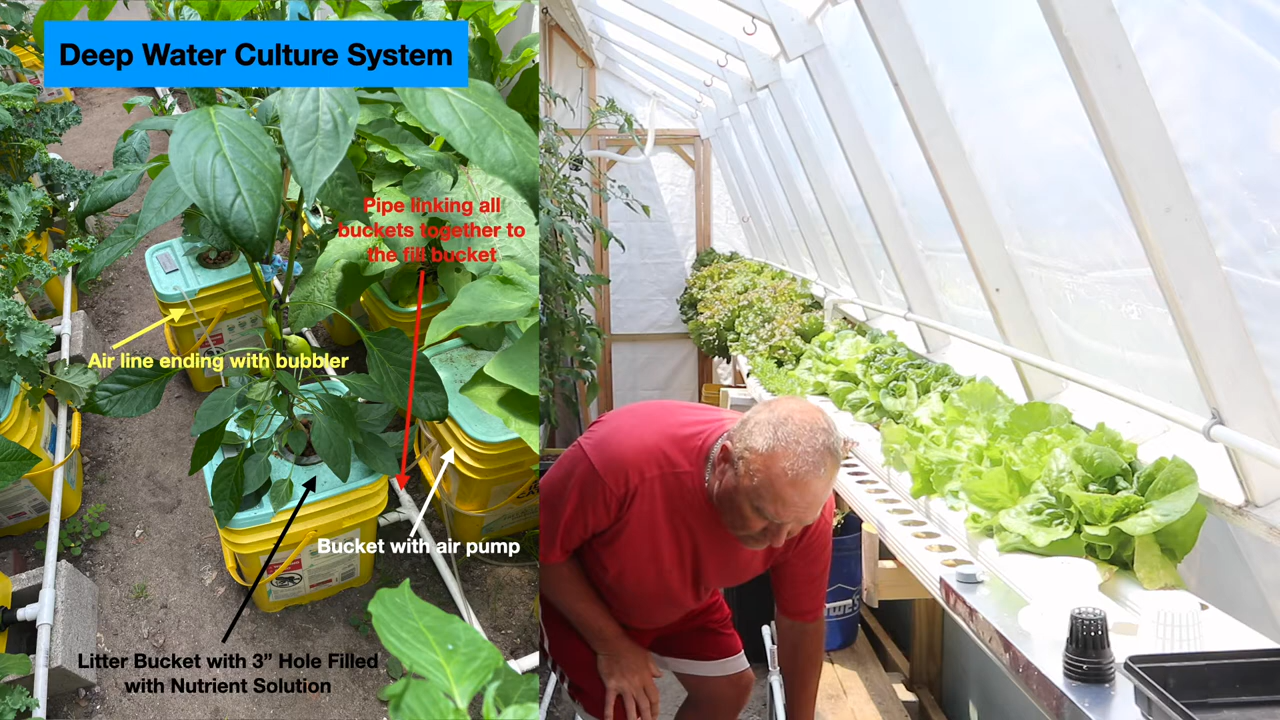 Deep Water Culture System
Pipe linking all
buckets together to
the fill bucket
Air line ending with bubbler
Bucket with air pump
Litter Bucket with 3” Hole Filled
with Nutrient Solution